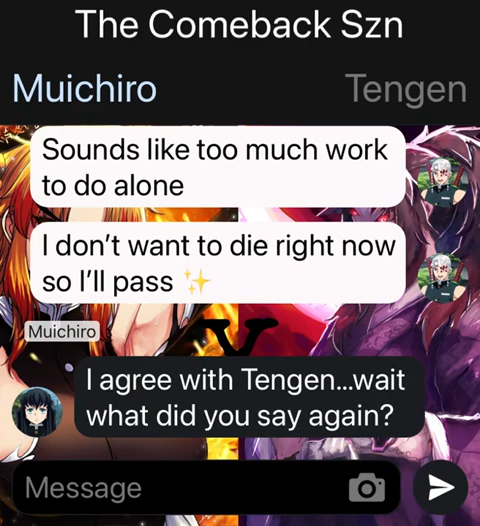 The Comeback Szn
Muichiro Tengen
Sounds like too much work
to do alone
I don’t want to die right now
so I’ll pass ✨
Muichiro
I agree with Tengen...wait
what did you say again?
Message